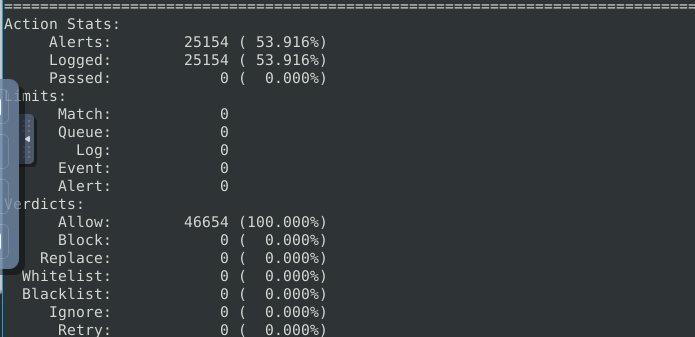 ================================================================================
Action Stats:
     Alerts:        25154 ( 53.916%)
     Logged:        25154 ( 53.916%)
     Passed:            0 (  0.000%)
Limits:
      Match:            0
      Queue:            0
        Log:            0
      Event:            0
      Alert:            0
Verdicts:
      Allow:        46654 (100.000%)
      Block:            0 (  0.000%)
    Replace:            0 (  0.000%)
  Whitelist:            0 (  0.000%)
  Blacklist:            0 (  0.000%)
     Ignore:            0 (  0.000%)
      Retry:            0 (  0.000%)